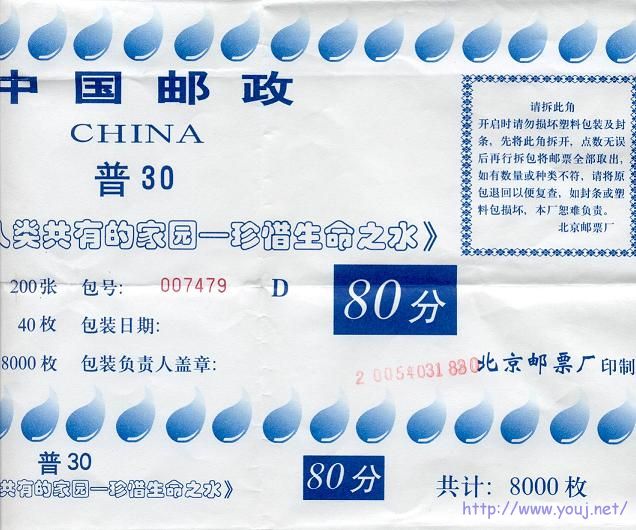 中国邮政
CHINA
普30
人类共有的家园—珍惜生命之水》
200张 包号: 007479 D
40枚 包装日期:
8000枚 包装负责人盖章:
80分
请拆此角
开启时请勿损坏塑料包装及封
条，先将此角拆开，点数无误
后再行拆包将邮票全部取出，
如有数量或种类不符，请将原
包退回以便复查，如封条或塑
料包损坏，本厂恕难负责。
北京邮票厂
北京邮票厂印制
普30
共有的家园—珍惜生命之水》
80分
共计: 8000枚
http://www.youj.net/